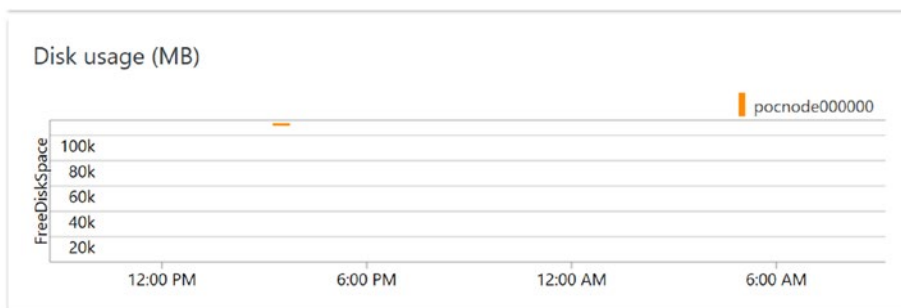 Disk usage (MB)
pocnode000000
FreeDiskSpace
100k
80k
60k
40k
20k
12:00 PM 6:00 PM 12:00 AM 6:00 AM